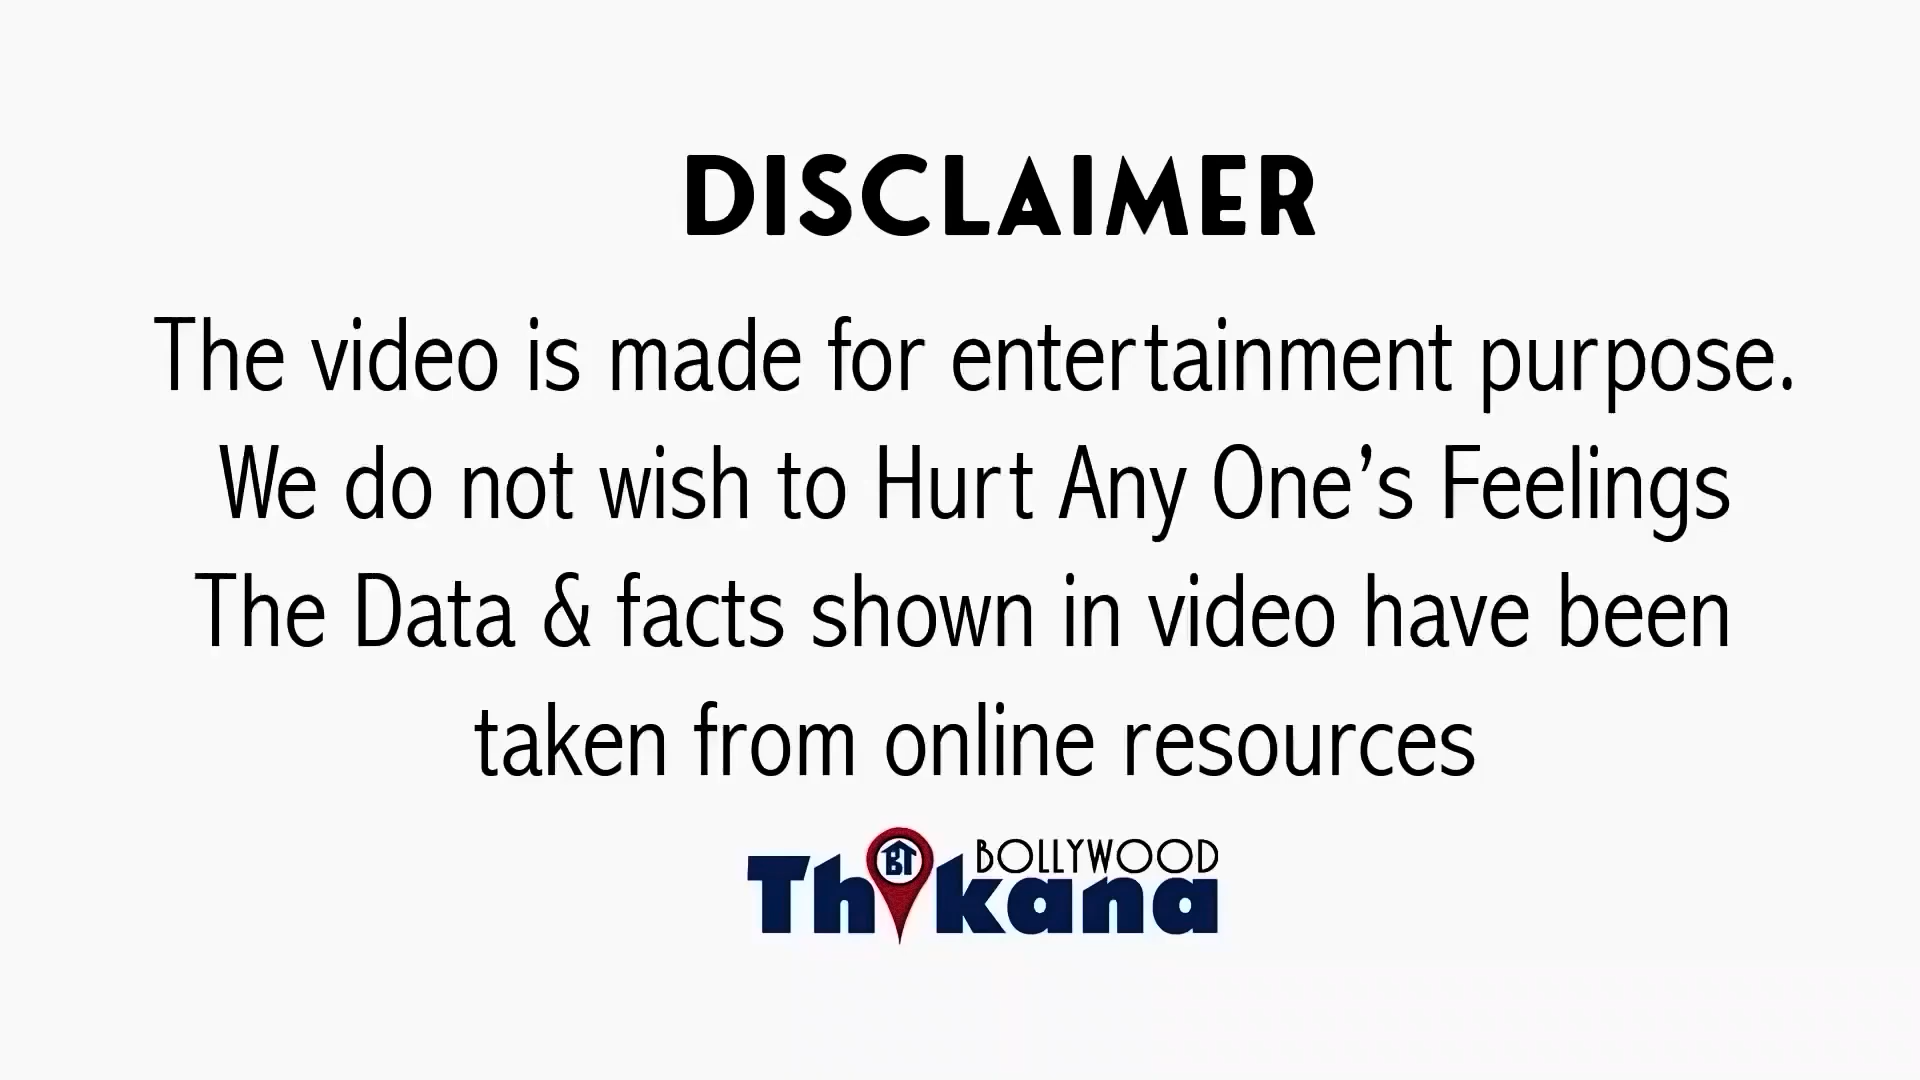 DISCLAIMER
The video is made for entertainment purpose.
We do not wish to Hurt Any One’s Feelings
The Data & facts shown in video have been
taken from online resources
BOLLYWOOD
BT
Thikana